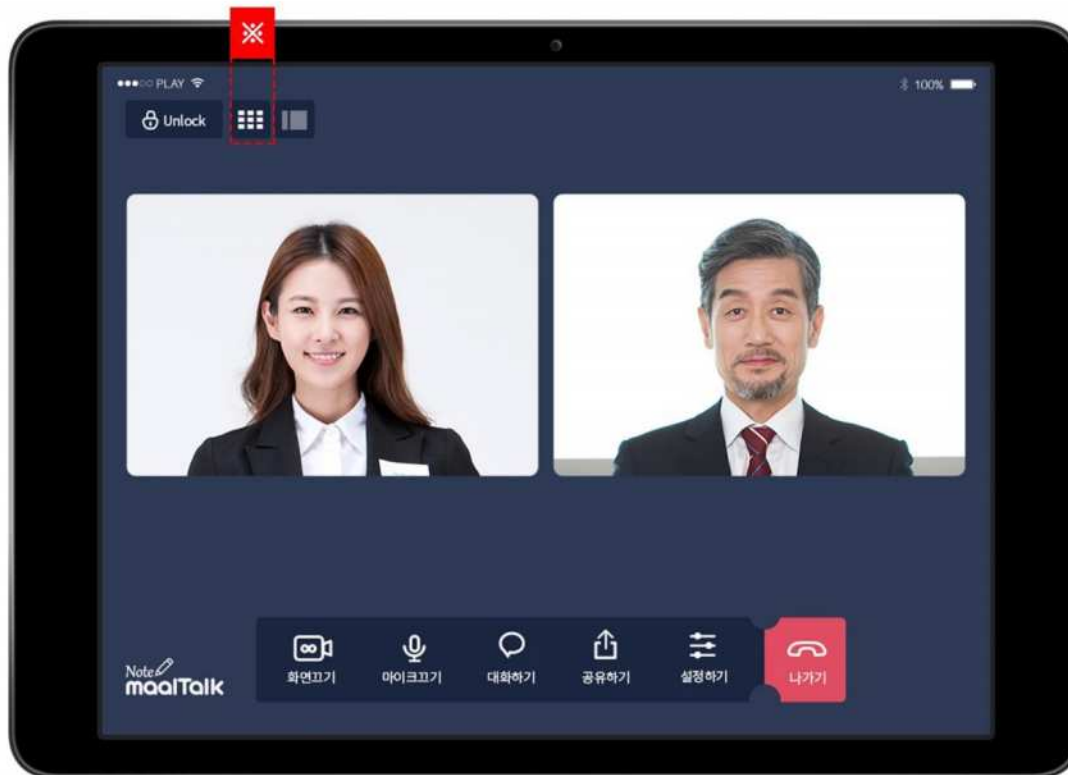 ※
PLAY
100%
Unlock
Note
maalTalk
화면끄기
마이크끄기
대화하기
공유하기
설정하기
나가기